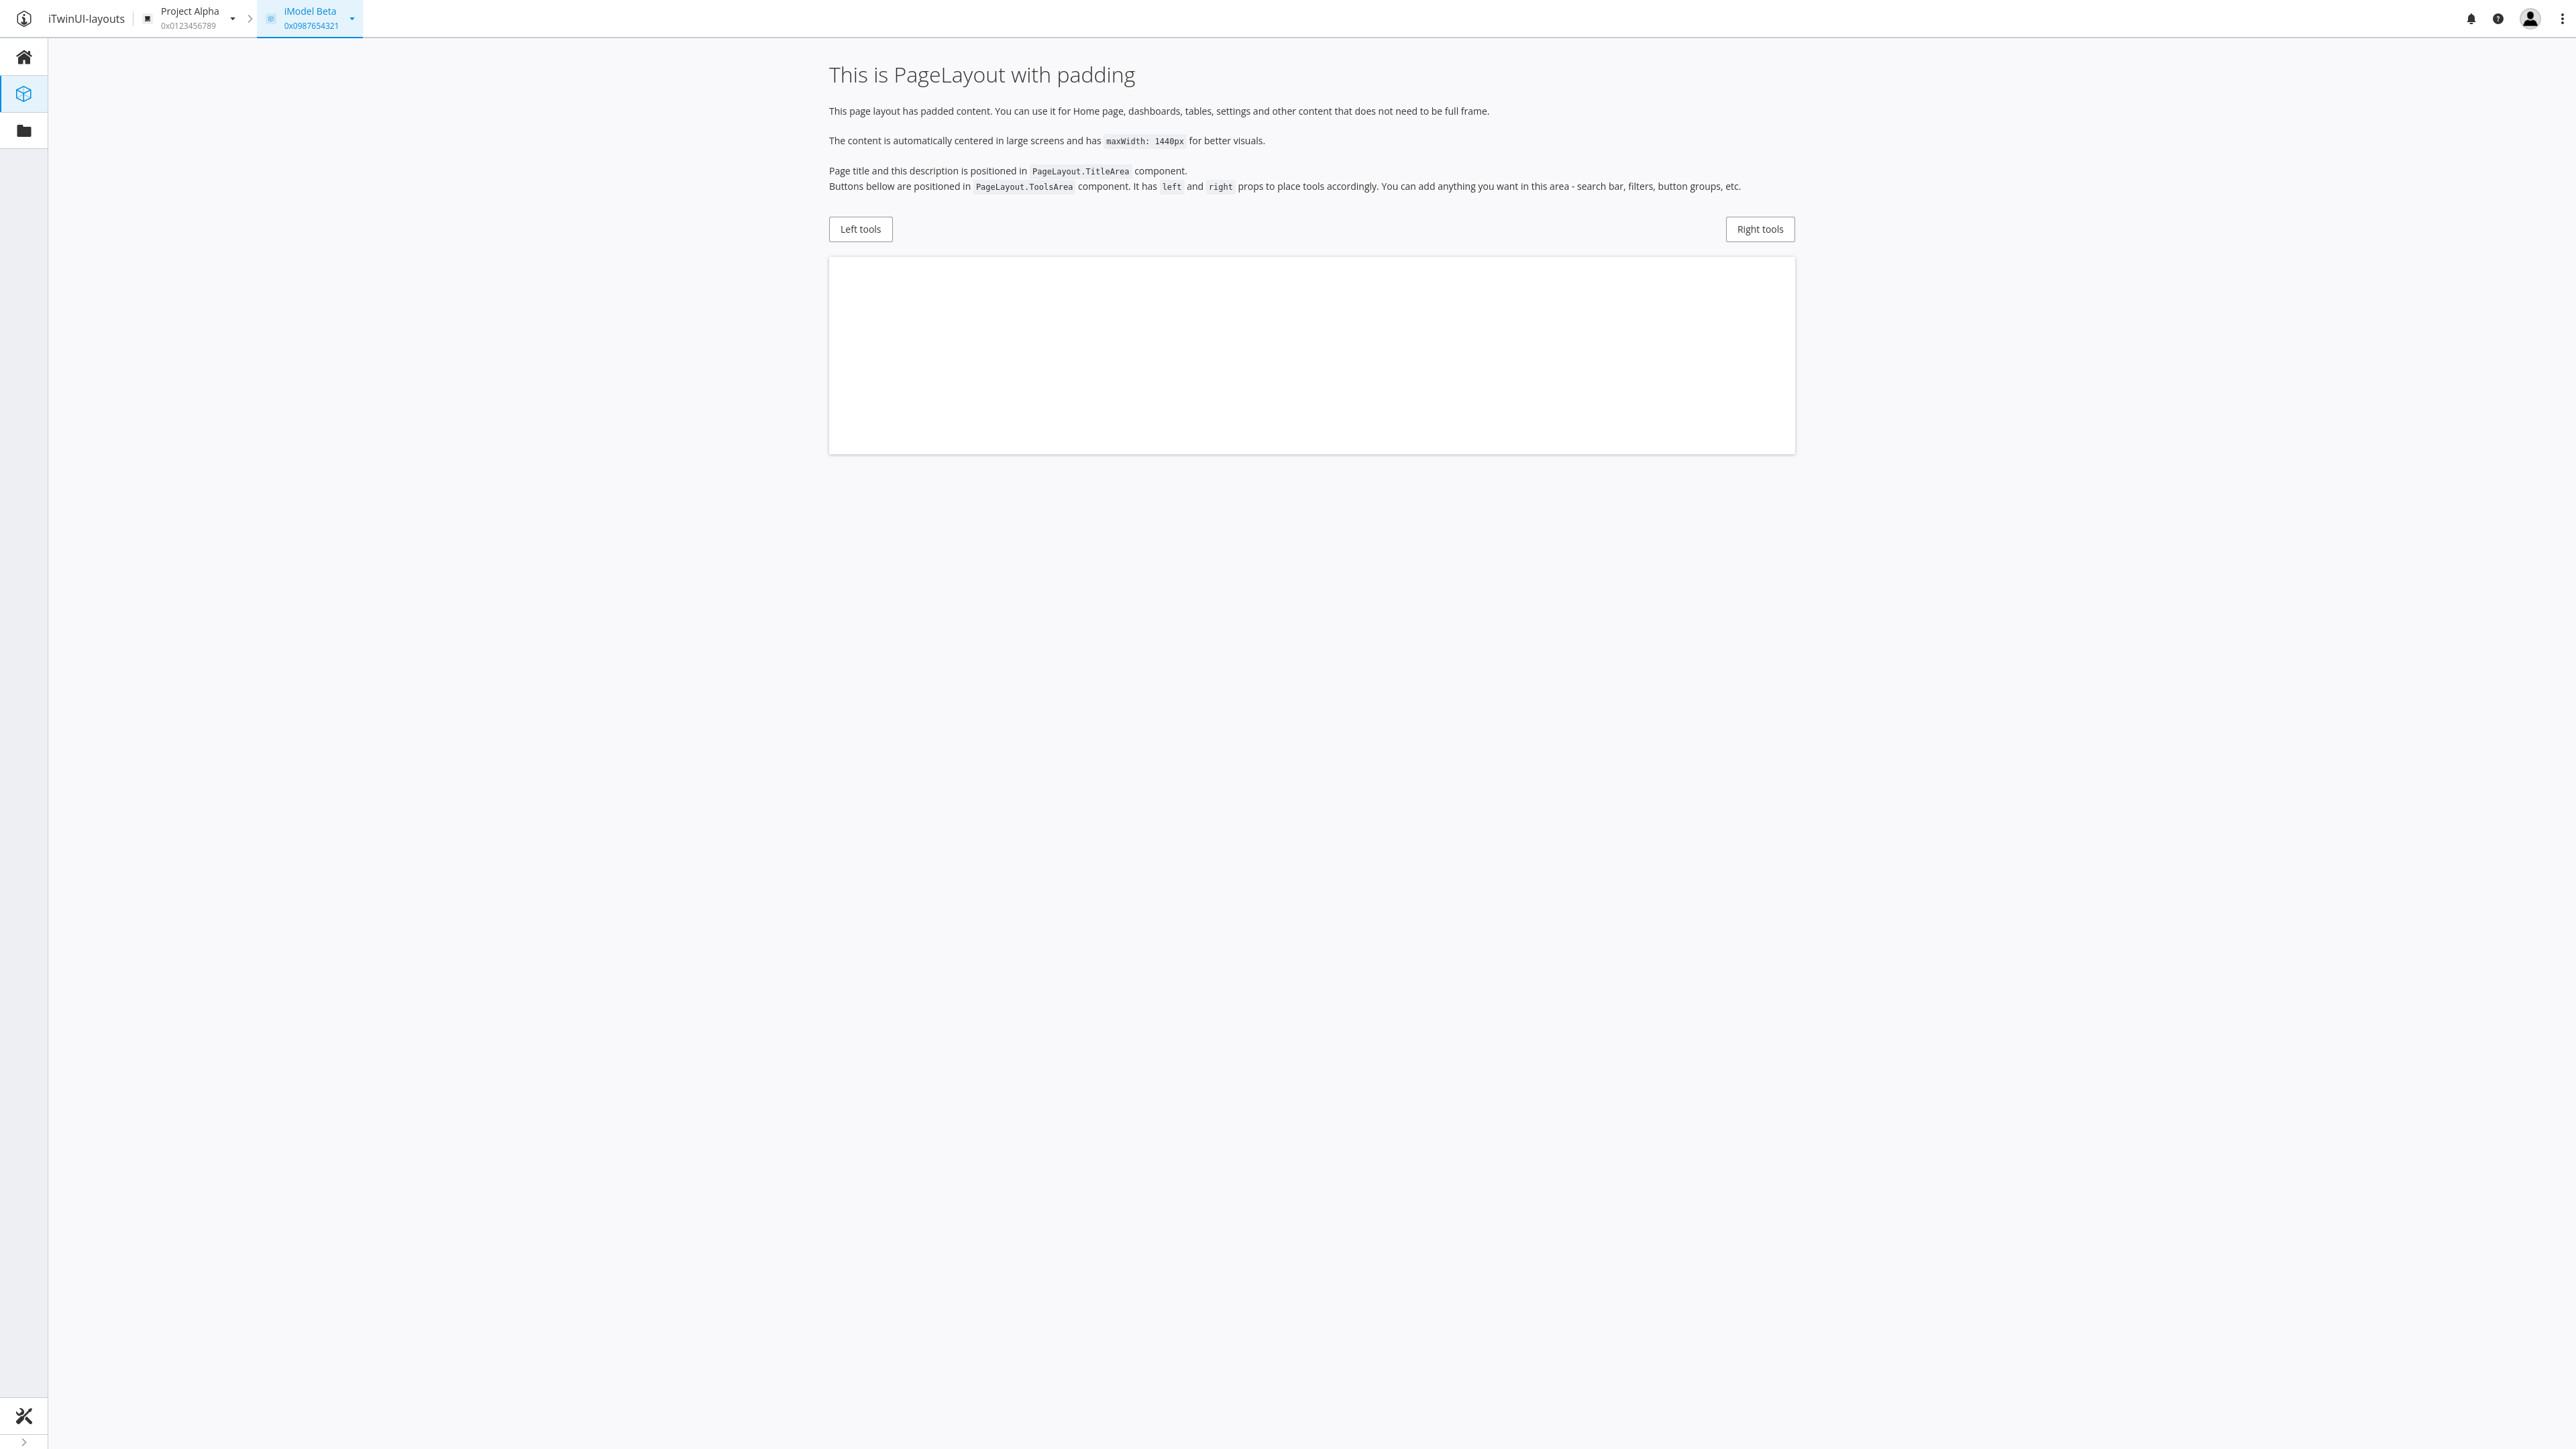 iTwinUI-layouts
Project Alpha
0x0123456789
iModel Beta
0x0987654321
This is PageLayout with padding
This page layout has padded content. You can use it for Home page, dashboards, tables, settings and other content that does not need to be full frame.
The content is automatically centered in large screens and has maxWidth: 1440px for better visuals.
Page title and this description is positioned in PageLayout.TitleArea component.
Buttons bellow are positioned in PageLayout.ToolsArea component. It has left and right props to place tools accordingly. You can add anything you want in this area - search bar, filters, button groups, etc.
Left tools
Right tools